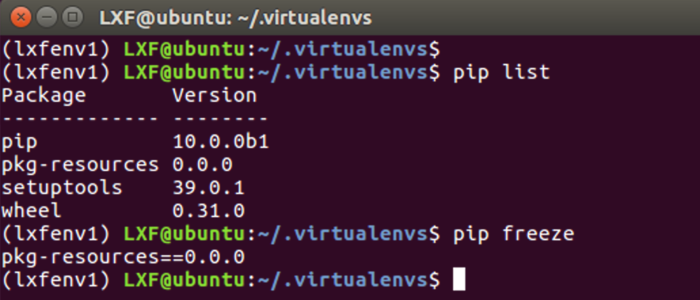 LXF@ubuntu: ~/.virtualenvs
(lxfenv1) LXF@ubuntu:~/.virtualenvs$
(lxfenv1) LXF@ubuntu:~/.virtualenvs$ pip list
Package       Version
------------- --------
pip           10.0.0b1
pkg-resources 0.0.0
setuptools    39.0.1
wheel         0.31.0
(lxfenv1) LXF@ubuntu:~/.virtualenvs$ pip freeze
pkg-resources==0.0.0
(lxfenv1) LXF@ubuntu:~/.virtualenvs$